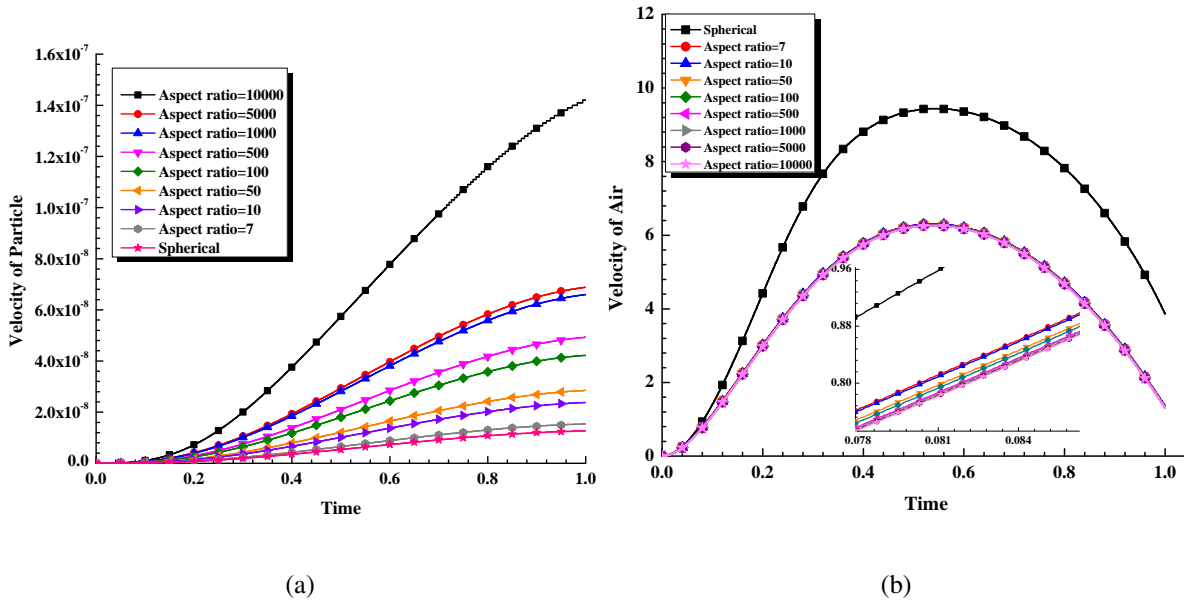 1.6x10⁻⁷
1.4x10⁻⁷
1.2x10⁻⁷
1.0x10⁻⁷
8.0x10⁻⁸
6.0x10⁻⁸
4.0x10⁻⁸
2.0x10⁻⁸
0.0
Velocity of Particle
Aspect ratio=10000
Aspect ratio=5000
Aspect ratio=1000
Aspect ratio=500
Aspect ratio=100
Aspect ratio=50
Aspect ratio=10
Aspect ratio=7
Spherical
0.0 0.2 0.4 0.6 0.8 1.0
Time
(a)
12
10
8
6
4
2
0
Velocity of Air
Spherical
Aspect ratio=7
Aspect ratio=10
Aspect ratio=50
Aspect ratio=100
Aspect ratio=500
Aspect ratio=1000
Aspect ratio=5000
Aspect ratio=10000
0.96
0.88
0.80
0.078 0.081 0.084
0.0 0.2 0.4 0.6 0.8 1.0
Time
(b)